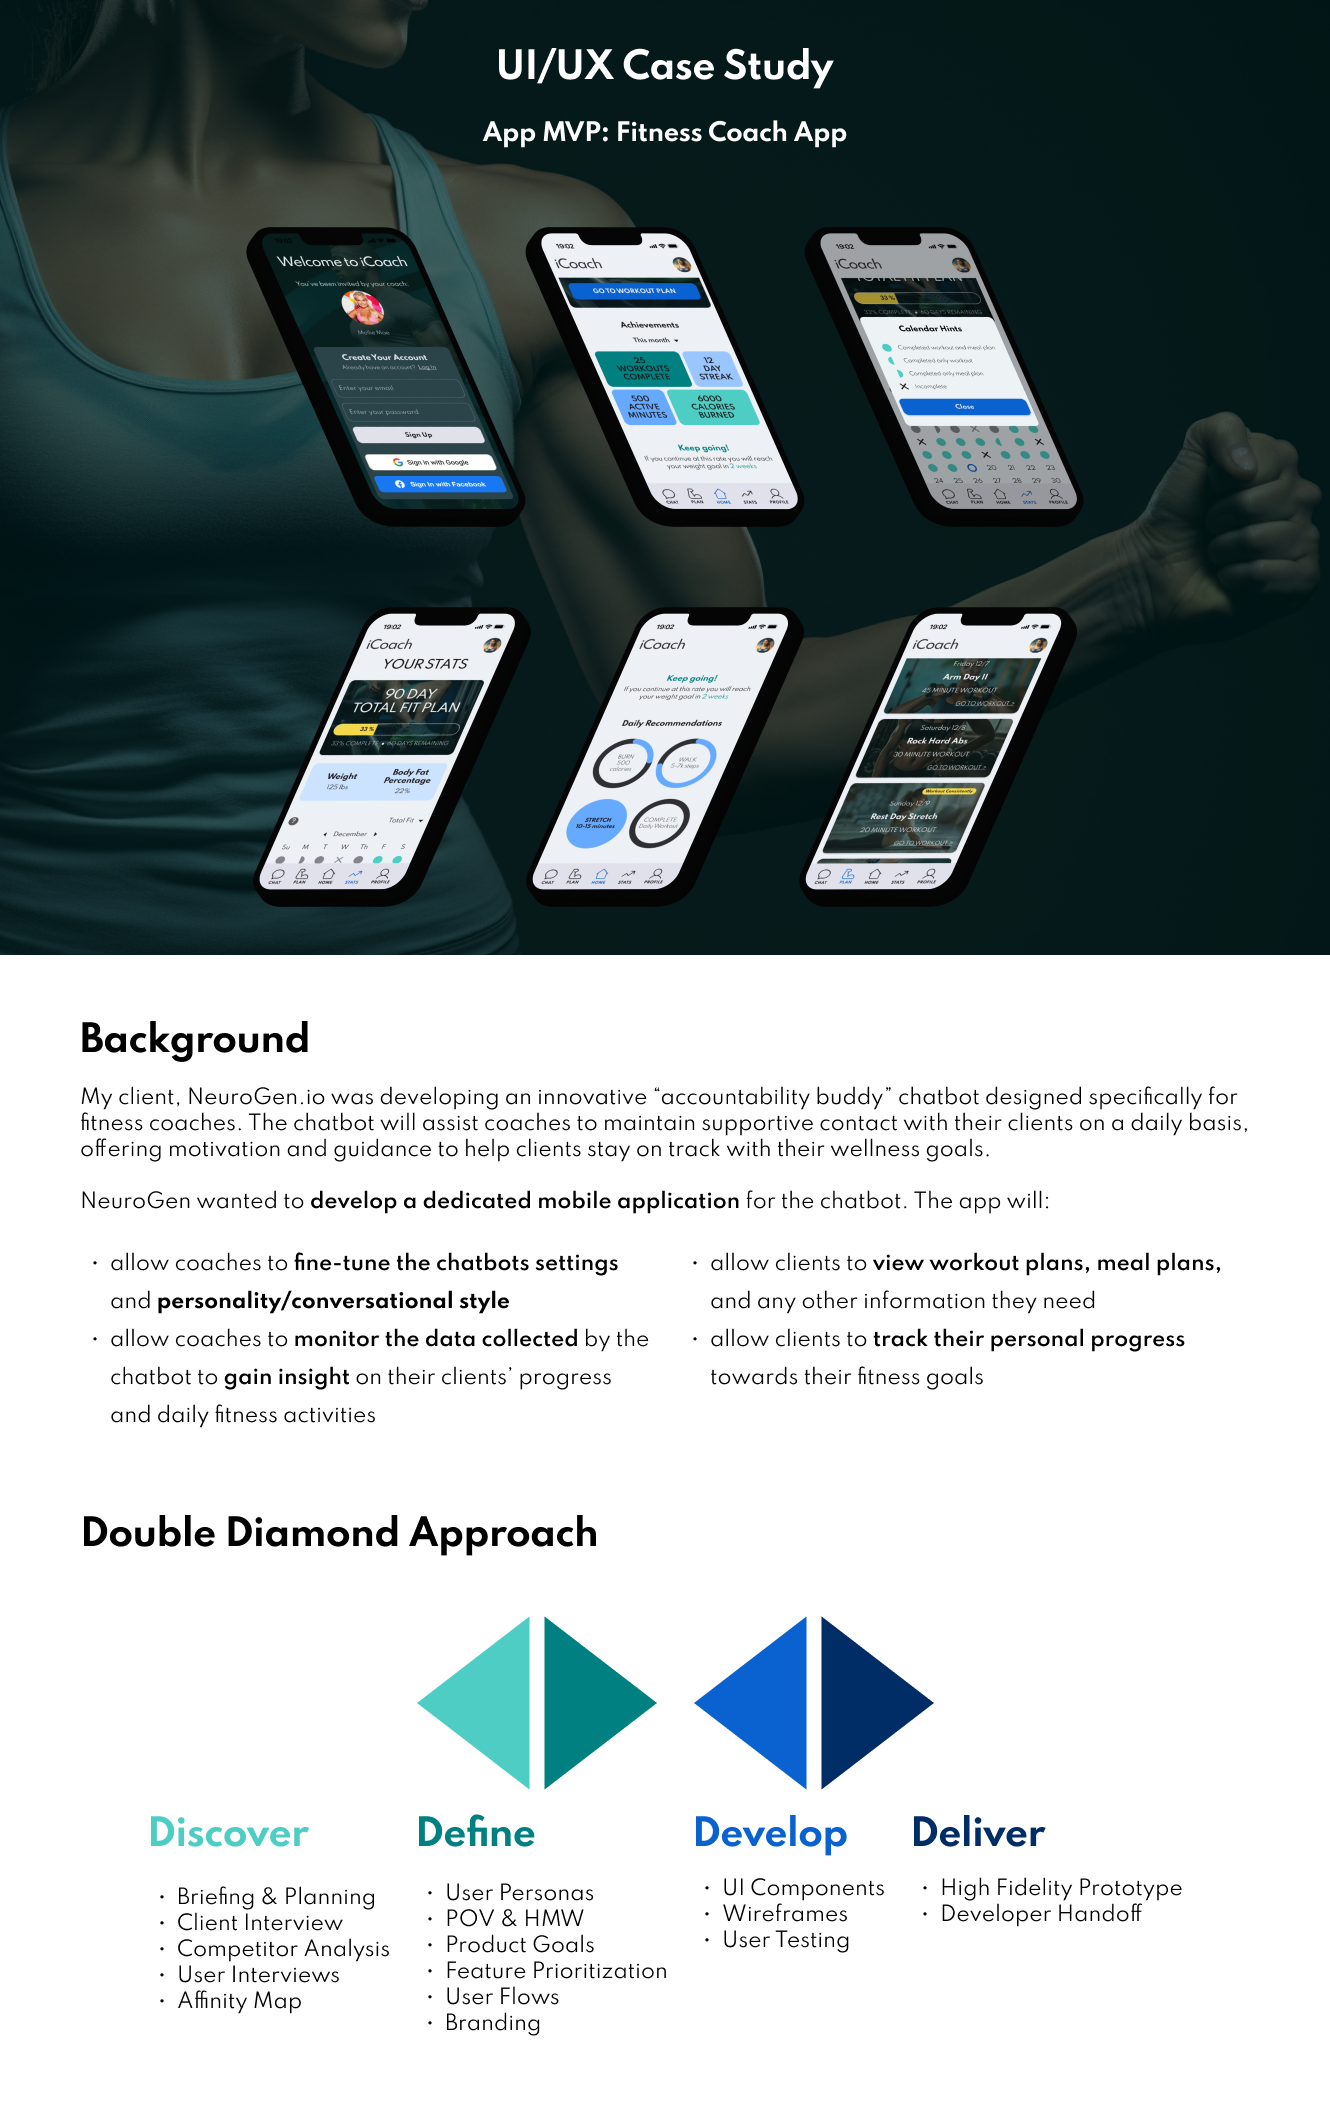 UI/UX Case Study
App MVP: Fitness Coach App
19:02
Welcome to iCoach
You've been invited by your coach:
Create Your Account
Already have an account? Log In
Enter your email
Enter your password
Sign Up
Sign in with Google
Sign In with Facebook
19:02
iCoach
GO TO WORKOUT PLAN
Achievements
This month
25
WORKOUTS
COMPLETE
12
DAY
STREAK
500
ACTIVE
MINUTES
6000
CALORIES
BURNED
Keep going!
If you continue at this rate you will reach
your weight goal in 2 weeks
CHAT PLAN HOME STATS PROFILE
19:02
iCoach
TOTAL FIT PLAN
33 %
33% COMPLETE • 60 DAYS REMAINING
Calendar Hints
Completed workout and meal plan
Completed only workout
Completed only meal plan
Incomplete
Close
20 21 22 23
24 25 26 27 28 29 30
CHAT PLAN HOME STATS PROFILE
19:02
iCoach
YOUR STATS
90 DAY
TOTAL FIT PLAN
33 %
33% COMPLETE • 60 DAYS REMAINING
Weight
125 lbs
Body Fat
Percentage
22%
?
Total Fit
December
Su M T W Th F S
CHAT PLAN HOME STATS PROFILE
19:02
iCoach
Keep going!
If you continue at this rate you will reach
your weight goal in 2 weeks
Daily Recommendations
BURN
500
calories
WALK
5-7k steps
STRETCH
10-15 minutes
COMPLETE
Daily Workout
CHAT PLAN HOME STATS PROFILE
19:02
iCoach
Friday 12/7
Arm Day II
45 MINUTE WORKOUT
GO TO WORKOUT >
Saturday 12/8
Rock Hard Abs
30 MINUTE WORKOUT
GO TO WORKOUT >
Workout Consistently
Sunday 12/9
Rest Day Stretch
20 MINUTE WORKOUT
GO TO WORKOUT >
CHAT PLAN HOME STATS PROFILE
Background
My client, NeuroGen.io was developing an innovative “accountability buddy” chatbot designed specifically for
fitness coaches. The chatbot will assist coaches to maintain supportive contact with their clients on a daily basis,
offering motivation and guidance to help clients stay on track with their wellness goals.
NeuroGen wanted to develop a dedicated mobile application for the chatbot. The app will:
• allow coaches to fine-tune the chatbots settings
and personality/conversational style
• allow coaches to monitor the data collected by the
chatbot to gain insight on their clients’ progress
and daily fitness activities
• allow clients to view workout plans, meal plans,
and any other information they need
• allow clients to track their personal progress
towards their fitness goals
Double Diamond Approach
Discover
• Briefing & Planning
• Client Interview
• Competitor Analysis
• User Interviews
• Affinity Map
Define
• User Personas
• POV & HMW
• Product Goals
• Feature Prioritization
• User Flows
• Branding
Develop
• UI Components
• Wireframes
• User Testing
Deliver
• High Fidelity Prototype
• Developer Handoff